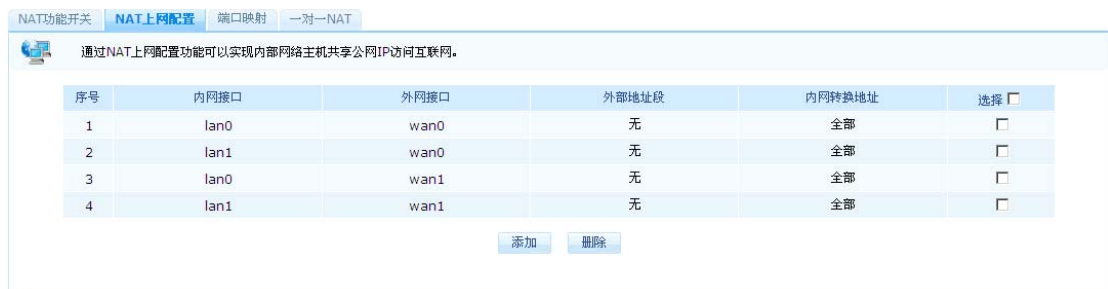 NAT功能开关 NAT上网配置 端口映射 一对一NAT
通过NAT上网配置功能可以实现内部网络主机共享公网IP访问互联网。
序号 内网接口 外网接口 外部地址段 内网转换地址 选择
1 lan0 wan0 无 全部
2 lan1 wan0 无 全部
3 lan0 wan1 无 全部
4 lan1 wan1 无 全部
添加 删除